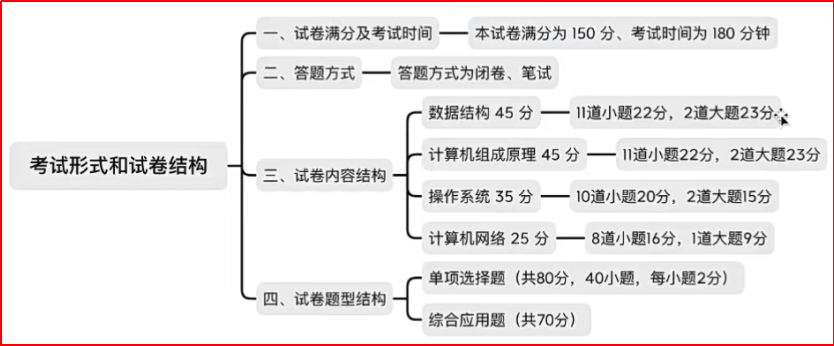 考试形式和试卷结构
一、试卷满分及考试时间
本试卷满分为 150 分、考试时间为 180 分钟
二、答题方式
答题方式为闭卷、笔试
三、试卷内容结构
数据结构 45 分
11道小题22分，2道大题23分
计算机组成原理 45 分
11道小题22分，2道大题23分
操作系统 35 分
10道小题20分，2道大题15分
计算机网络 25 分
8道小题16分，1道大题9分
四、试卷题型结构
单项选择题（共80分，40小题，每小题2分）
综合应用题（共70分）